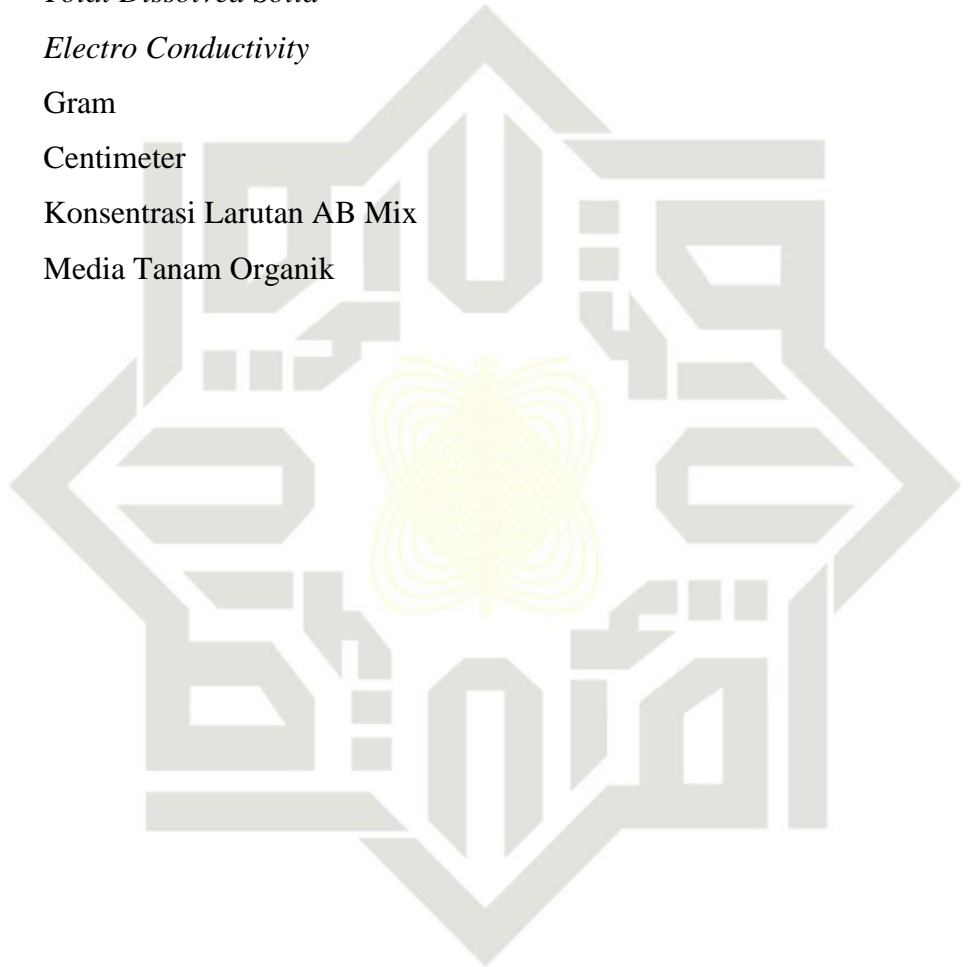 Total Dissolved Solid
Electro Conductivity
Gram
Centimeter
Konsentrasi Larutan AB Mix
Media Tanam Organik